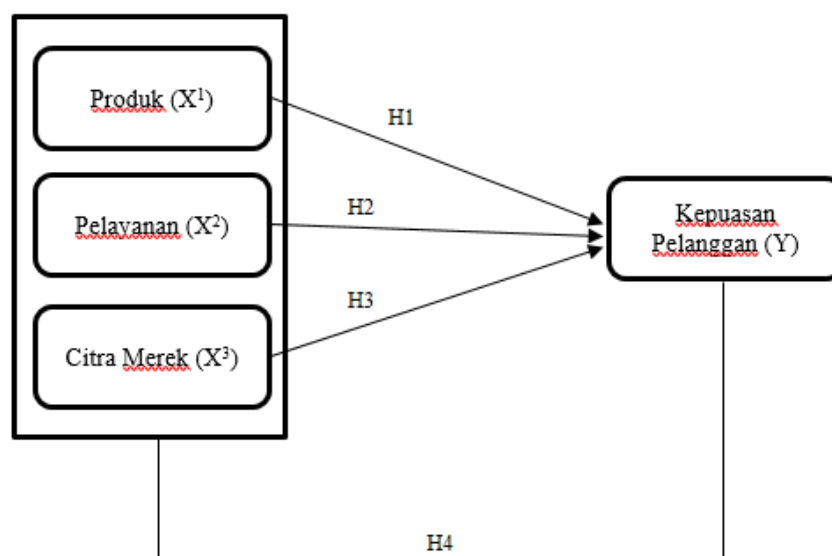 Produk (X¹)
H1
Pelayanan (X²)
H2
Kepuasan
Pelanggan (Y)
H3
Citra Merek (X³)
H4